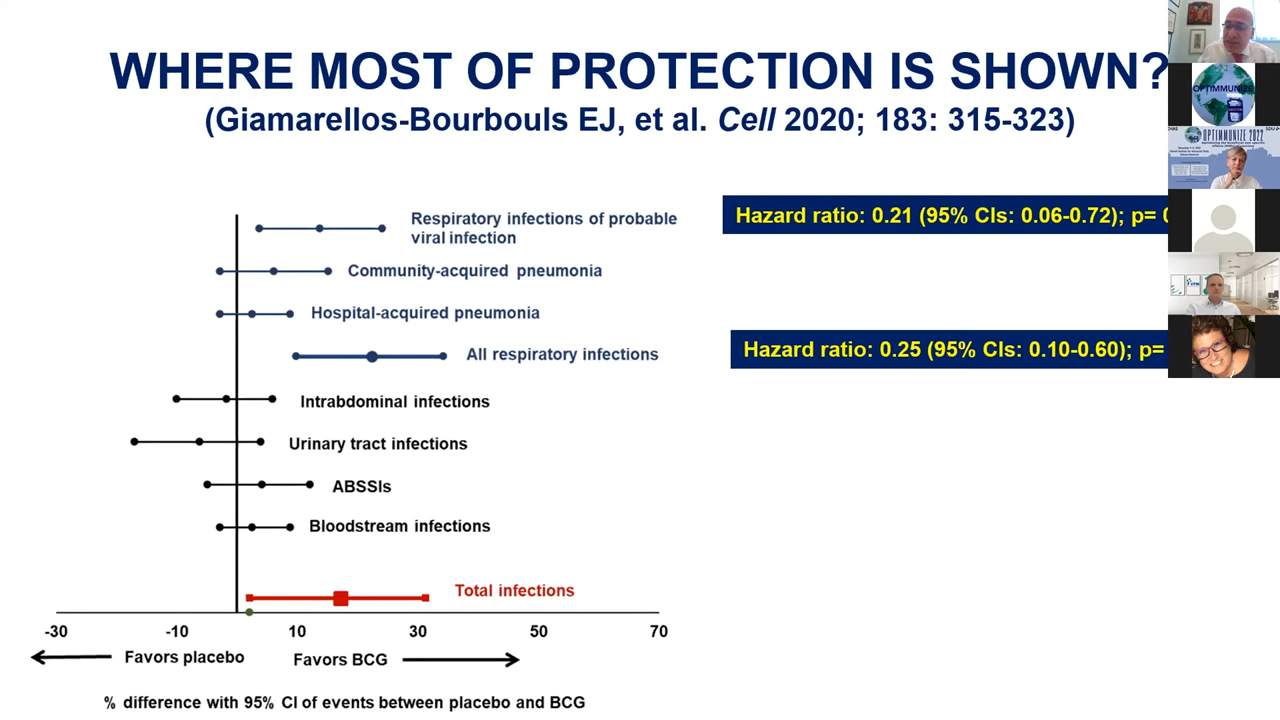 WHERE MOST OF PROTECTION IS SHOWN?
(Giamarellos-Bourbouls EJ, et al. Cell 2020; 183: 315-323)
OPTIMMUNIZE
OPTIMMUNIZE 2022
Respiratory infections of probable
viral infection
Hazard ratio: 0.21 (95% CIs: 0.06-0.72); p=
Community-acquired pneumonia
Hospital-acquired pneumonia
All respiratory infections
Hazard ratio: 0.25 (95% CIs: 0.10-0.60); p=
Intrabdominal infections
Urinary tract infections
ABSSIs
Bloodstream infections
Total infections
-30 -10 10 30 50 70
Favors placebo Favors BCG
% difference with 95% CI of events between placebo and BCG